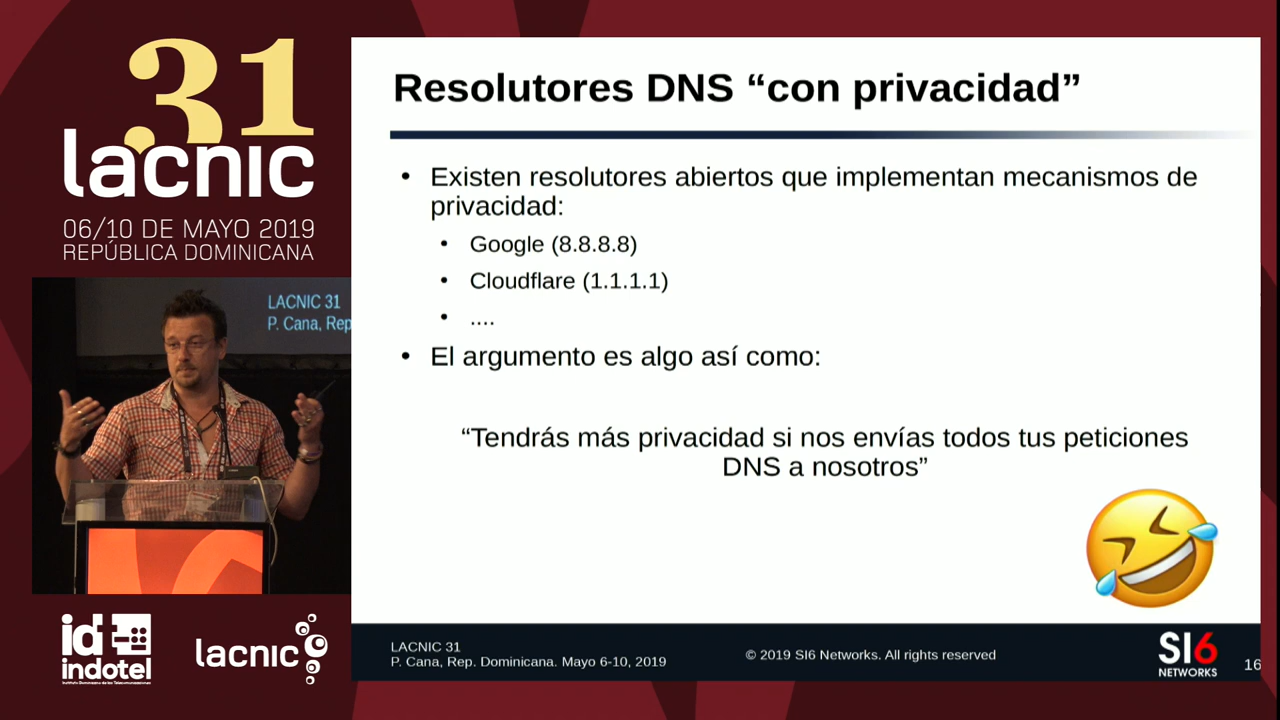 31
lacnic
06/10 DE MAYO 2019
REPÚBLICA DOMINICANA
LACNIC 31
P. Cana, Rep
id
indotel
lacnic
Resolutores DNS “con privacidad”
• Existen resolutores abiertos que implementan mecanismos de
privacidad:
• Google (8.8.8.8)
• Cloudflare (1.1.1.1)
• ....
• El argumento es algo así como:
“Tendrás más privacidad si nos envías todos tus peticiones
DNS a nosotros”
LACNIC 31
P. Cana, Rep. Dominicana. Mayo 6-10, 2019
© 2019 SI6 Networks. All rights reserved
SI6
NETWORKS
16